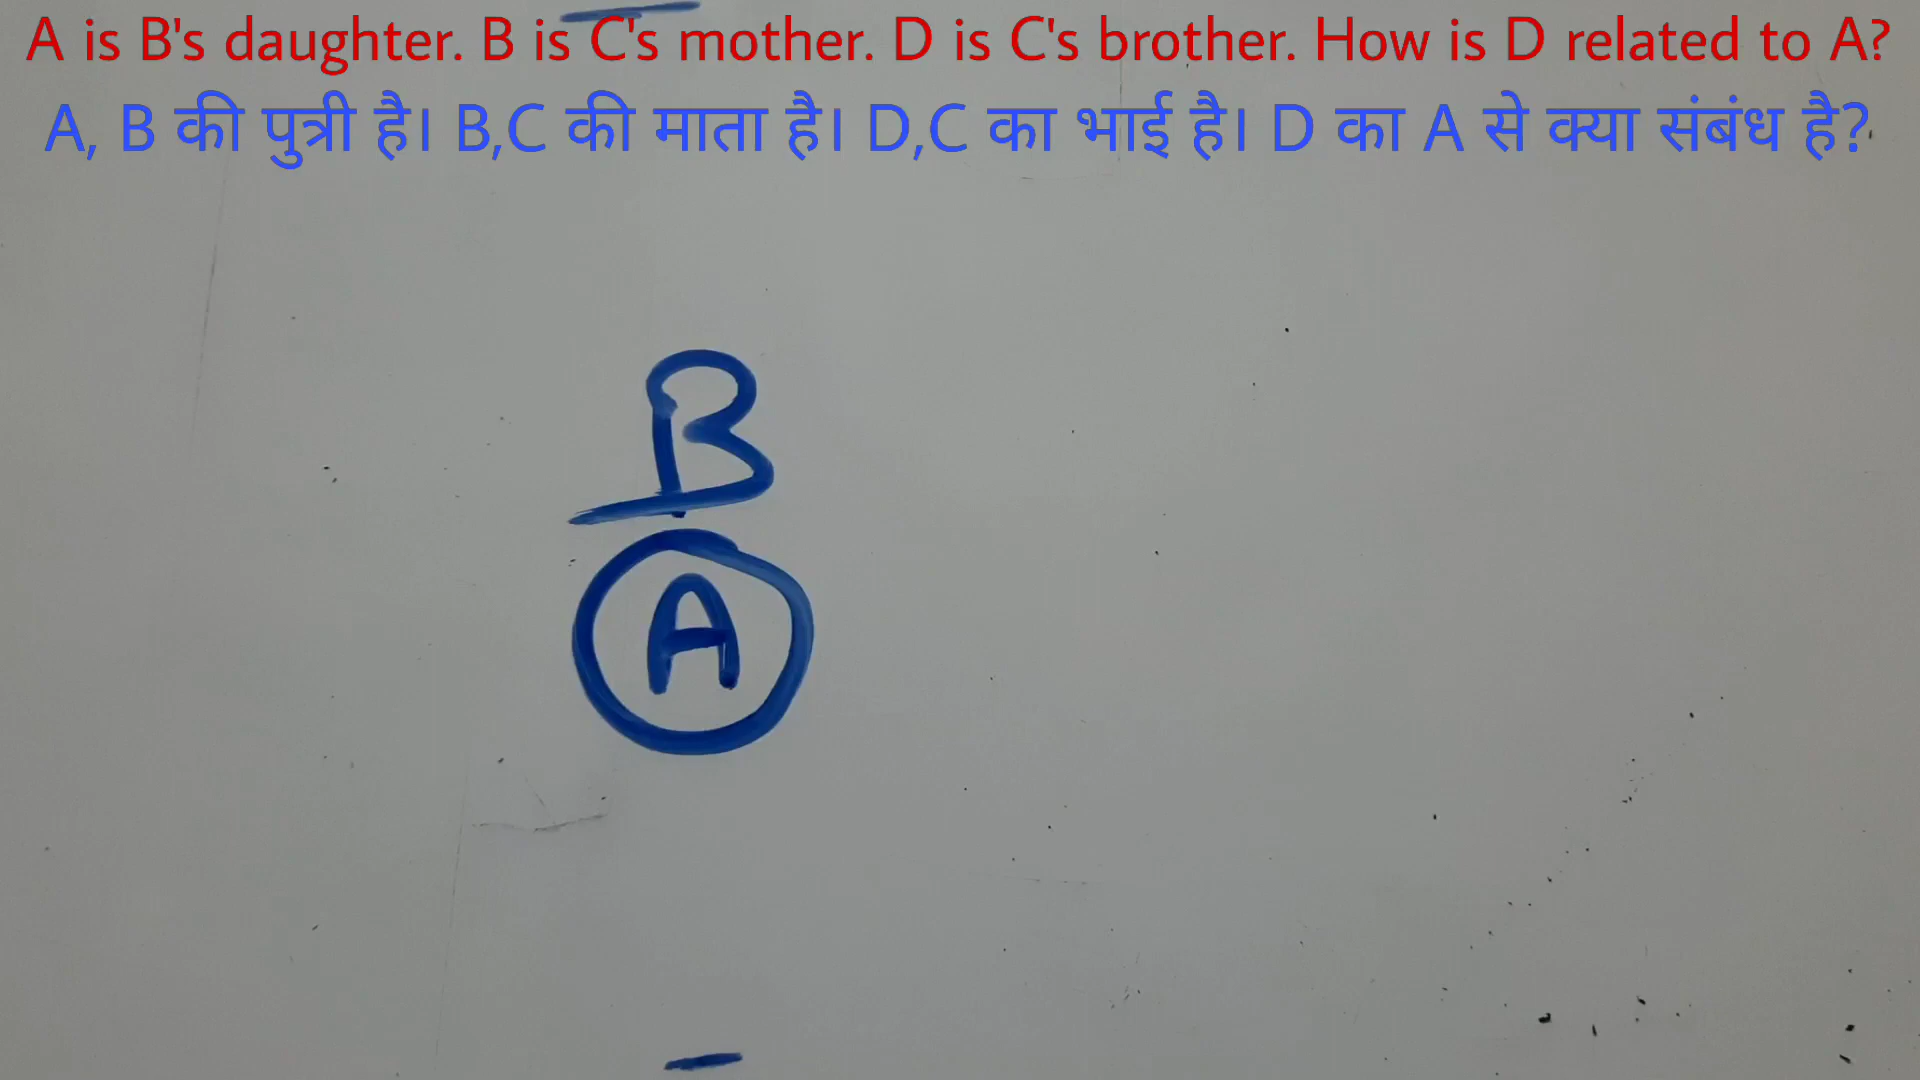 A is B's daughter. B is C's mother. D is C's brother. How is D related to A?
A, B की पुत्री है। B,C की माता है। D,C का भाई है। D का A से क्या संबंध है?
B
A